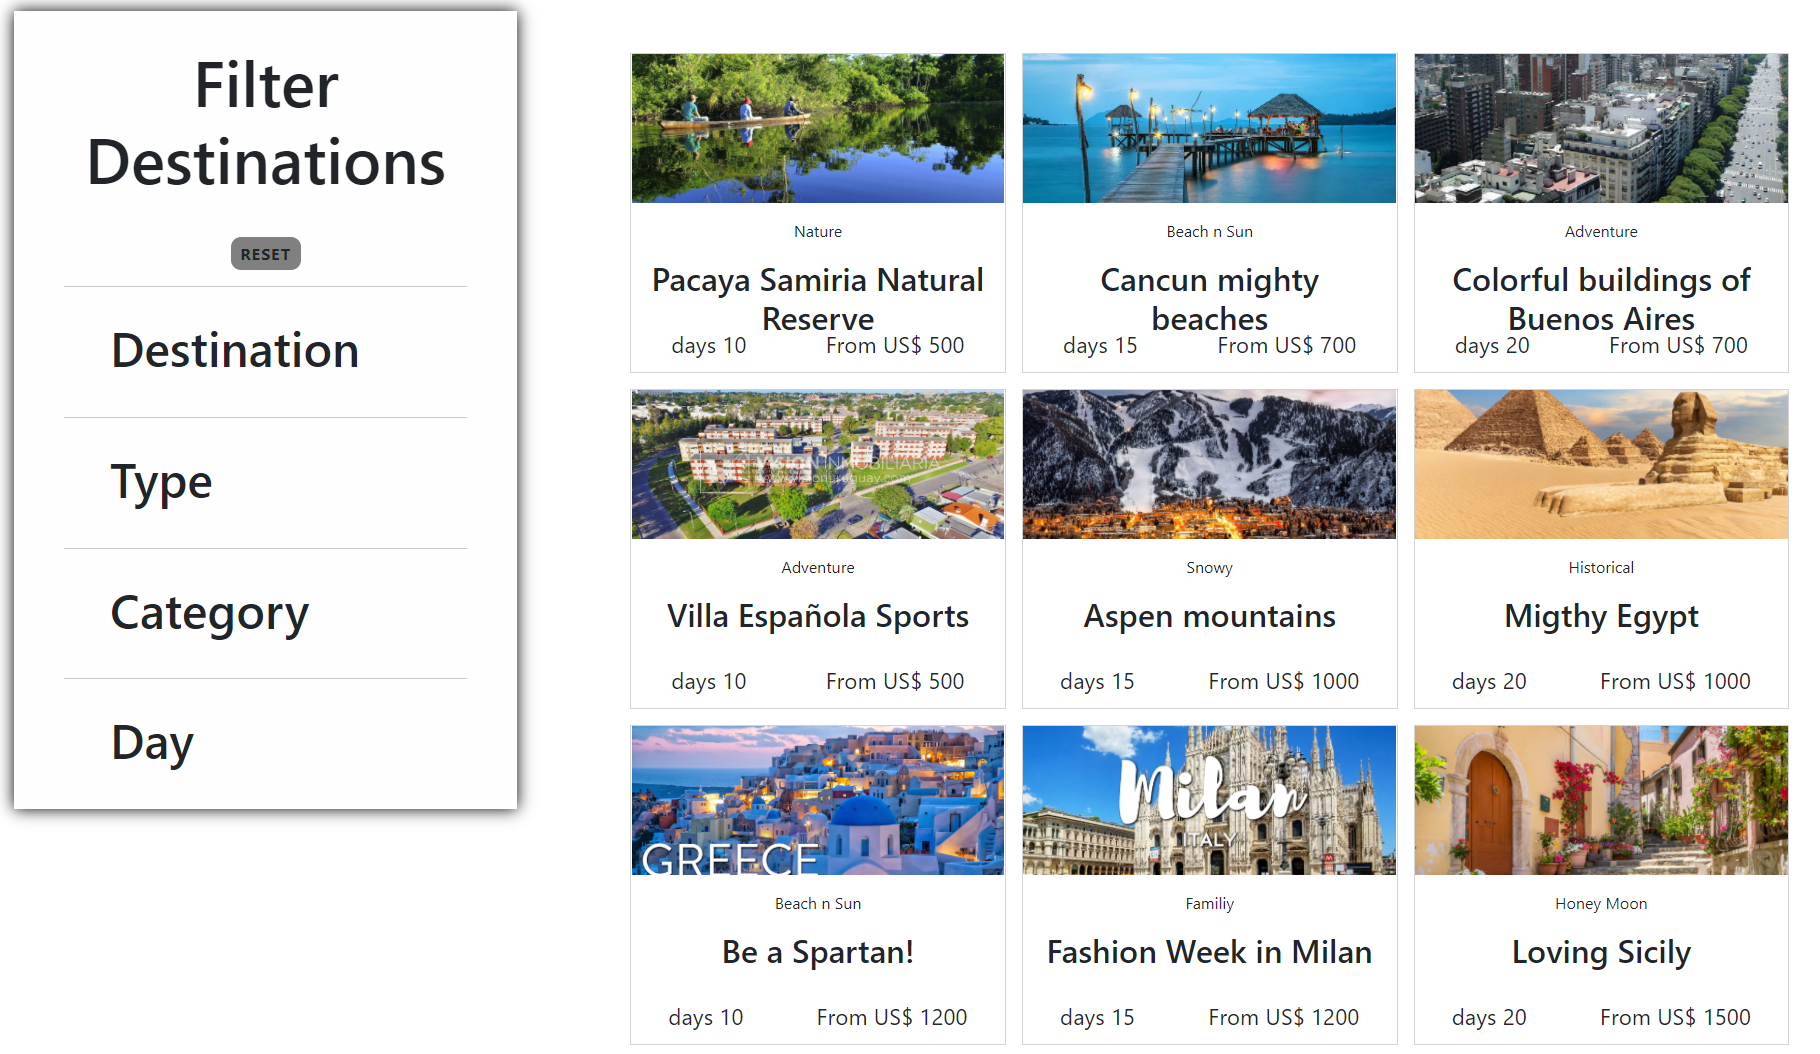 Filter
Destinations
RESET
Destination
Type
Category
Day
Nature
Pacaya Samiria Natural
Reserve
days 10 From US$ 500
Beach n Sun
Cancun mighty
beaches
days 15 From US$ 700
Adventure
Colorful buildings of
Buenos Aires
days 20 From US$ 700
INMOBILIARIA
Adventure
Villa Española Sports
days 10 From US$ 500
Snowy
Aspen mountains
days 15 From US$ 1000
Historical
Migthy Egypt
days 20 From US$ 1000
GREECE
Beach n Sun
Be a Spartan!
days 10 From US$ 1200
Milan
ITALY
Familiy
Fashion Week in Milan
days 15 From US$ 1200
Honey Moon
Loving Sicily
days 20 From US$ 1500